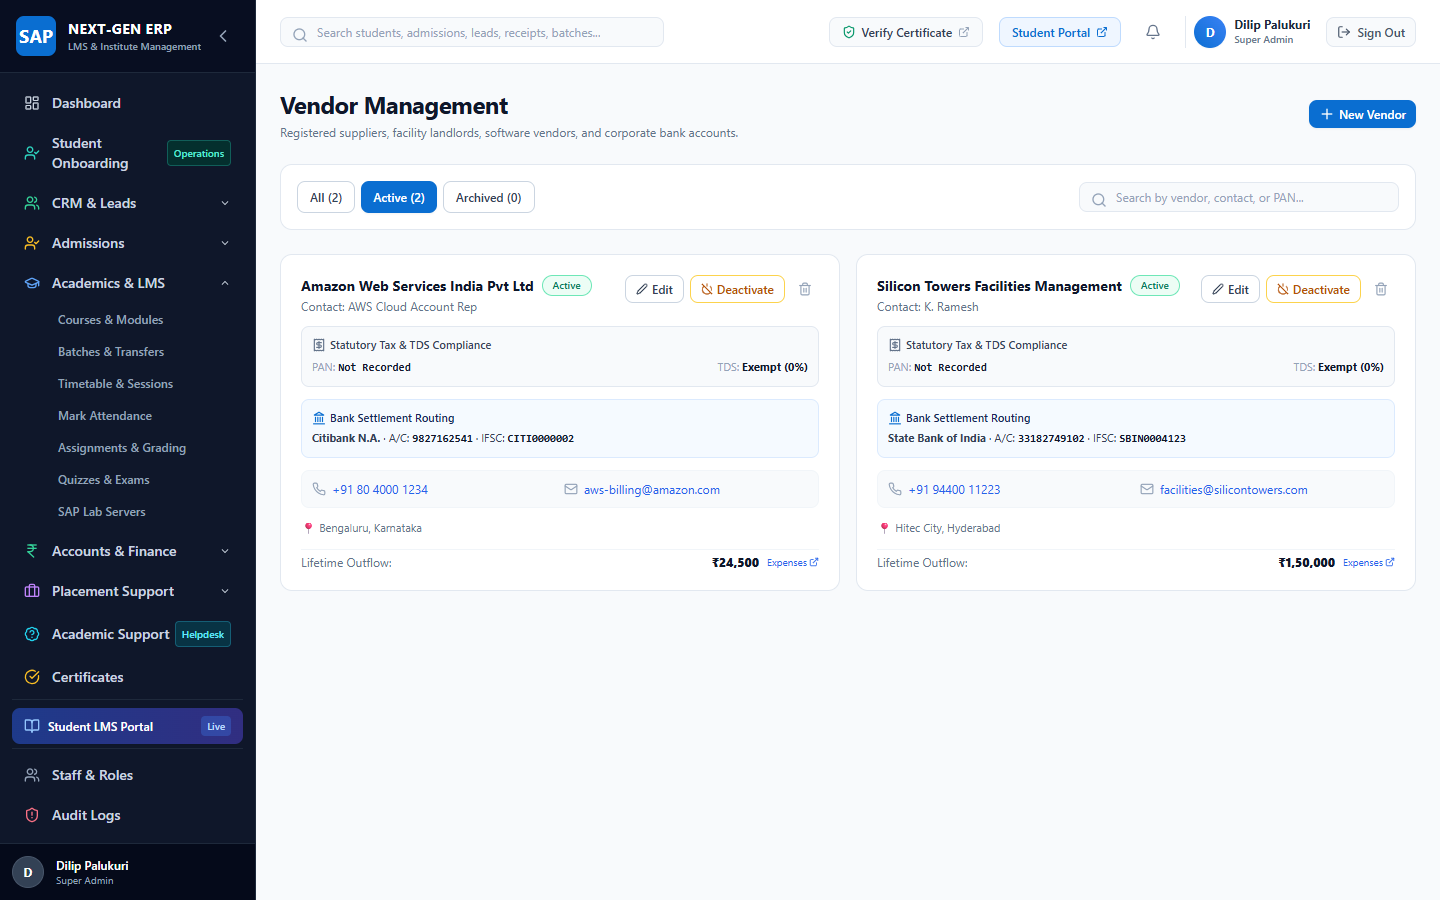 SAP
NEXT-GEN ERP
LMS & Institute Management
Dashboard
Student Onboarding
Operations
CRM & Leads
Admissions
Academics & LMS
Courses & Modules
Batches & Transfers
Timetable & Sessions
Mark Attendance
Assignments & Grading
Quizzes & Exams
SAP Lab Servers
Accounts & Finance
Placement Support
Academic Support
Helpdesk
Certificates
Student LMS Portal
Live
Staff & Roles
Audit Logs
D
Dilip Palukuri
Super Admin
Search students, admissions, leads, receipts, batches...
Verify Certificate
Student Portal
D
Dilip Palukuri
Super Admin
Sign Out
Vendor Management
Registered suppliers, facility landlords, software vendors, and corporate bank accounts.
New Vendor
All (2)
Active (2)
Archived (0)
Search by vendor, contact, or PAN...
Amazon Web Services India Pvt Ltd
Active
Edit
Deactivate
Contact: AWS Cloud Account Rep
Statutory Tax & TDS Compliance
PAN: Not Recorded
TDS: Exempt (0%)
Bank Settlement Routing
Citibank N.A. · A/C: 9827162541 · IFSC: CITI0000002
+91 80 4000 1234
aws-billing@amazon.com
Bengaluru, Karnataka
Lifetime Outflow:
₹24,500
Expenses
Silicon Towers Facilities Management
Active
Edit
Deactivate
Contact: K. Ramesh
Statutory Tax & TDS Compliance
PAN: Not Recorded
TDS: Exempt (0%)
Bank Settlement Routing
State Bank of India · A/C: 33182749102 · IFSC: SBIN0004123
+91 94400 11223
facilities@silicontowers.com
Hitec City, Hyderabad
Lifetime Outflow:
₹1,50,000
Expenses